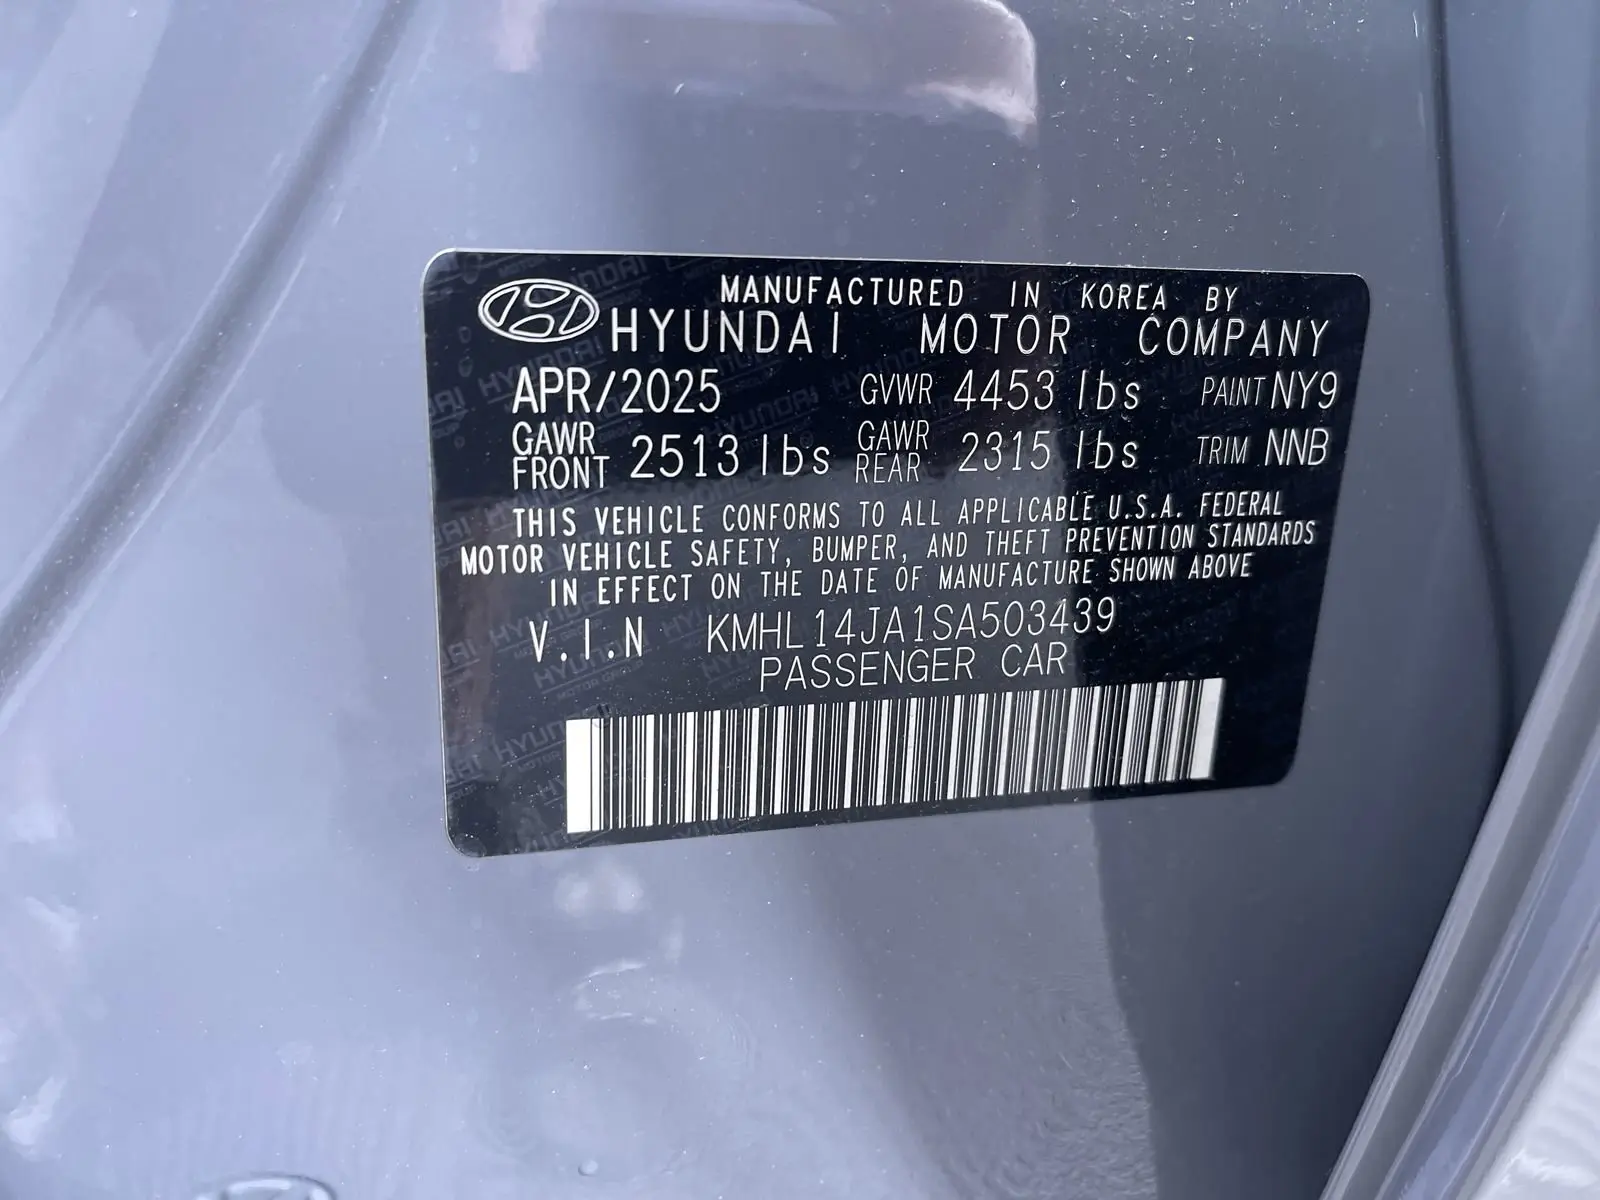 MANUFACTURED IN KOREA BY
HYUNDAI MOTOR COMPANY
APR/2025 GVWR 4453 lbs PAINT NY9
GAWR FRONT 2513 lbs GAWR REAR 2315 lbs TRIM NNB
THIS VEHICLE CONFORMS TO ALL APPLICABLE U.S.A. FEDERAL
MOTOR VEHICLE SAFETY, BUMPER, AND THEFT PREVENTION STANDARDS
IN EFFECT ON THE DATE OF MANUFACTURE SHOWN ABOVE
V.I.N KMHL14JA1SA503439
PASSENGER CAR